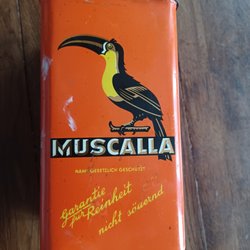 MUSCALLA
NAME GESETZLICH GESCHÜTZT
Garantie
für Reinheit
nicht säuernd